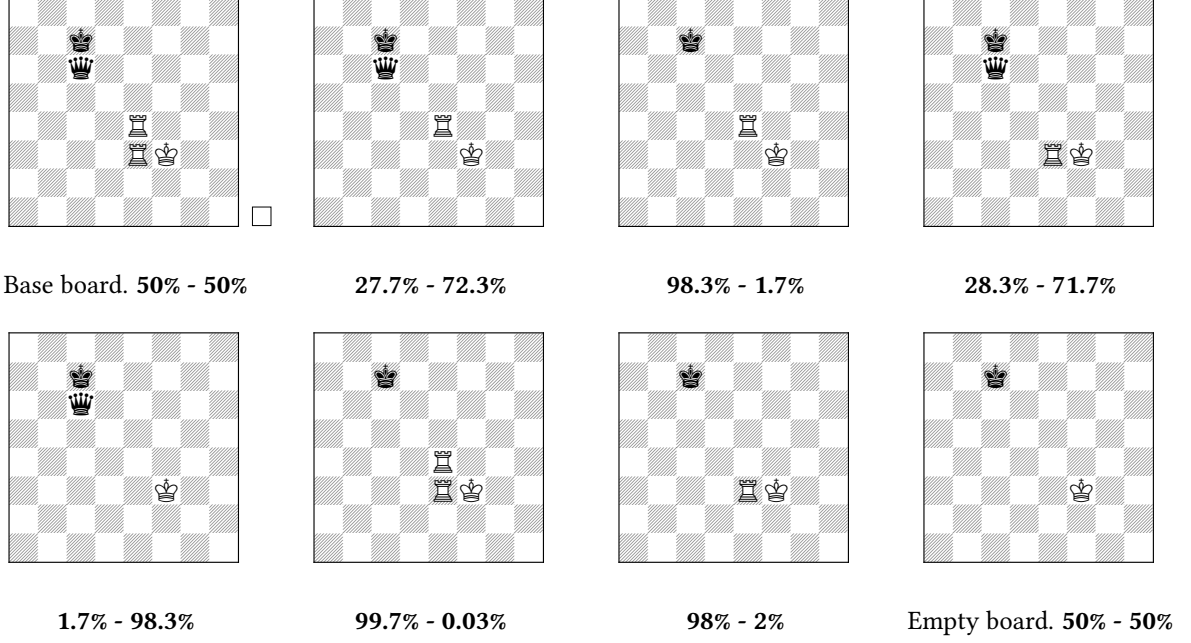 Base board. 50% - 50%
27.7% - 72.3%
98.3% - 1.7%
28.3% - 71.7%
1.7% - 98.3%
99.7% - 0.03%
98% - 2%
Empty board. 50% - 50%